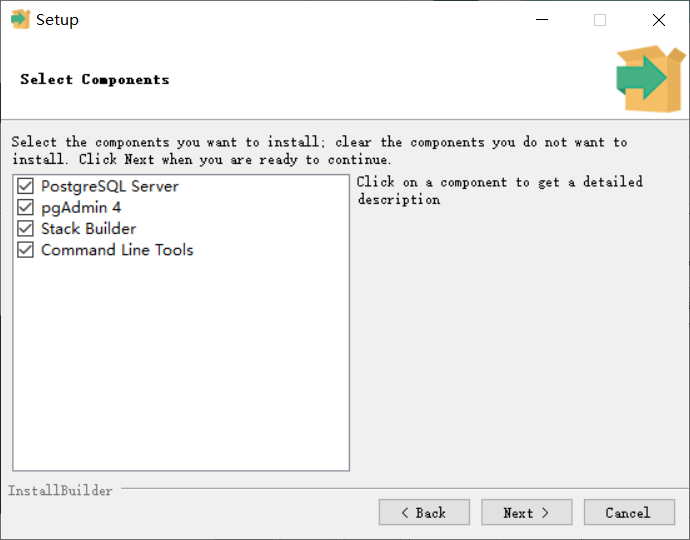 Setup
Select Components
Select the components you want to install; clear the components you do not want to
install. Click Next when you are ready to continue.
PostgreSQL Server
pgAdmin 4
Stack Builder
Command Line Tools
Click on a component to get a detailed
description
InstallBuilder
< Back
Next >
Cancel